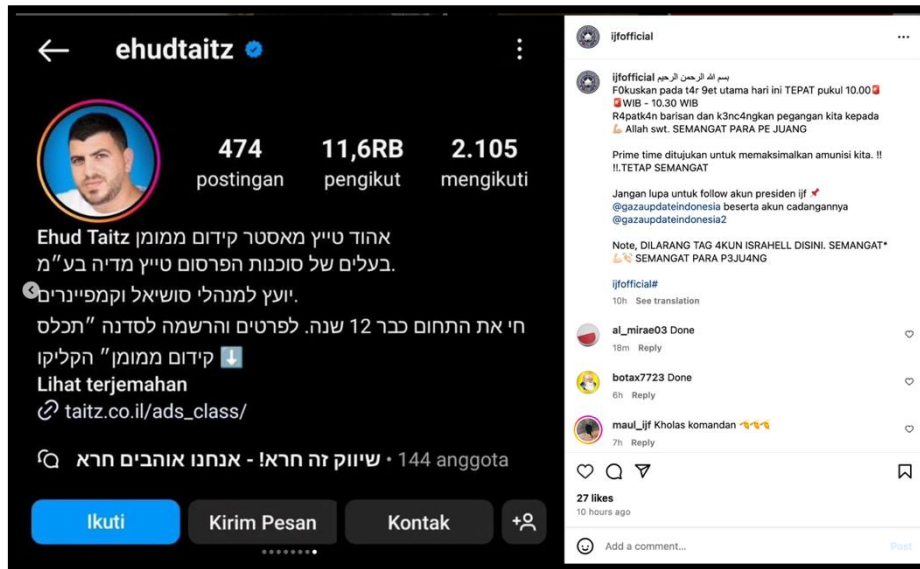 ehudtaitz
474
postingan
11,6RB
pengikut
2.105
mengikuti
Ehud Taitz אהוד טייץ מאסטר קידום ממומן
בעלים של סוכנות הפרסום טייץ מדיה בע״מ.
יועץ למנהלי סושיאל וקמפיינרים.
חי את התחום כבר 12 שנה. לפרטים והרשמה לסדנה ״תכלס
קידום ממומן״ הקליקו ⬇️
Lihat terjemahan
taitz.co.il/ads_class/
שיווק זה חרא! - אנחנו אוהבים חרא • 144 anggota
Ikuti
Kirim Pesan
Kontak
ijfofficial
ijfofficial بسم الله الرحمن الرحيم
F0kuskan pada t4r 9et utama hari ini TEPAT pukul 10.00🚨
🚨WIB - 10.30 WIB
R4patk4n barisan dan k3nc4ngkan pegangan kita kepada
💪🏻 Allah swt. SEMANGAT PARA PE JUANG
Prime time ditujukan untuk memaksimalkan amunisi kita. !!
!!.TETAP SEMANGAT
Jangan lupa untuk follow akun presiden ijf 📌
@gazaupdateindonesia beserta akun cadangannya
@gazaupdateindonesia2
Note, DILARANG TAG 4KUN ISRAHELL DISINI. SEMANGAT*
💪🏻👏🏻 SEMANGAT PARA P3JU4NG
ijfofficial#
10h See translation
al_mirae03 Done
18m Reply
botax7723 Done
6h Reply
maul_ijf Kholas komandan 🫡🫡🫡
7h Reply
27 likes
10 hours ago
Add a comment...
Post